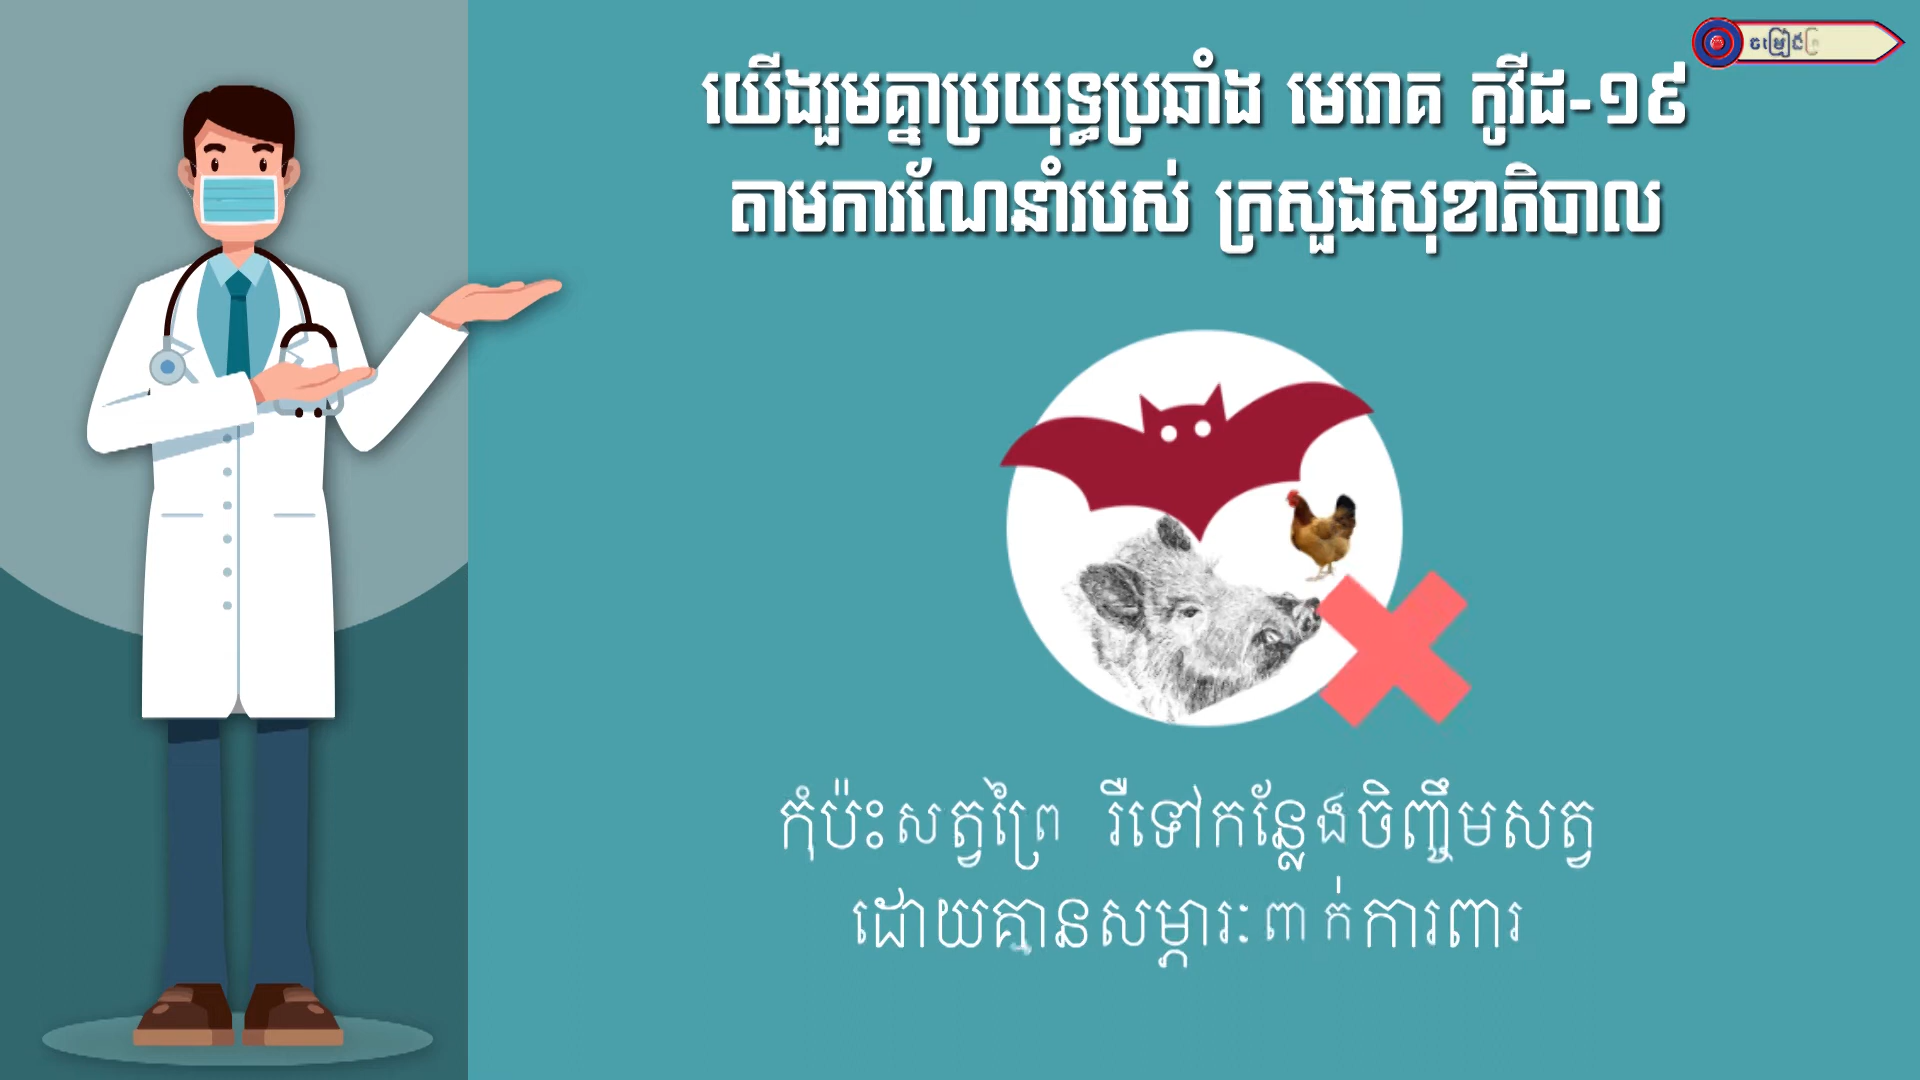 ចម្រៀង
យើងរួមគ្នាប្រយុទ្ធប្រឆាំង មេរោគ កូវីដ-១៩
តាមការណែនាំរបស់ ក្រសួងសុខាភិបាល
កុំប៉ះសត្វព្រៃ រឺទៅកន្លែងចិញ្ចឹមសត្វ
ដោយគ្មានសម្ភារៈពាក់ការពារ